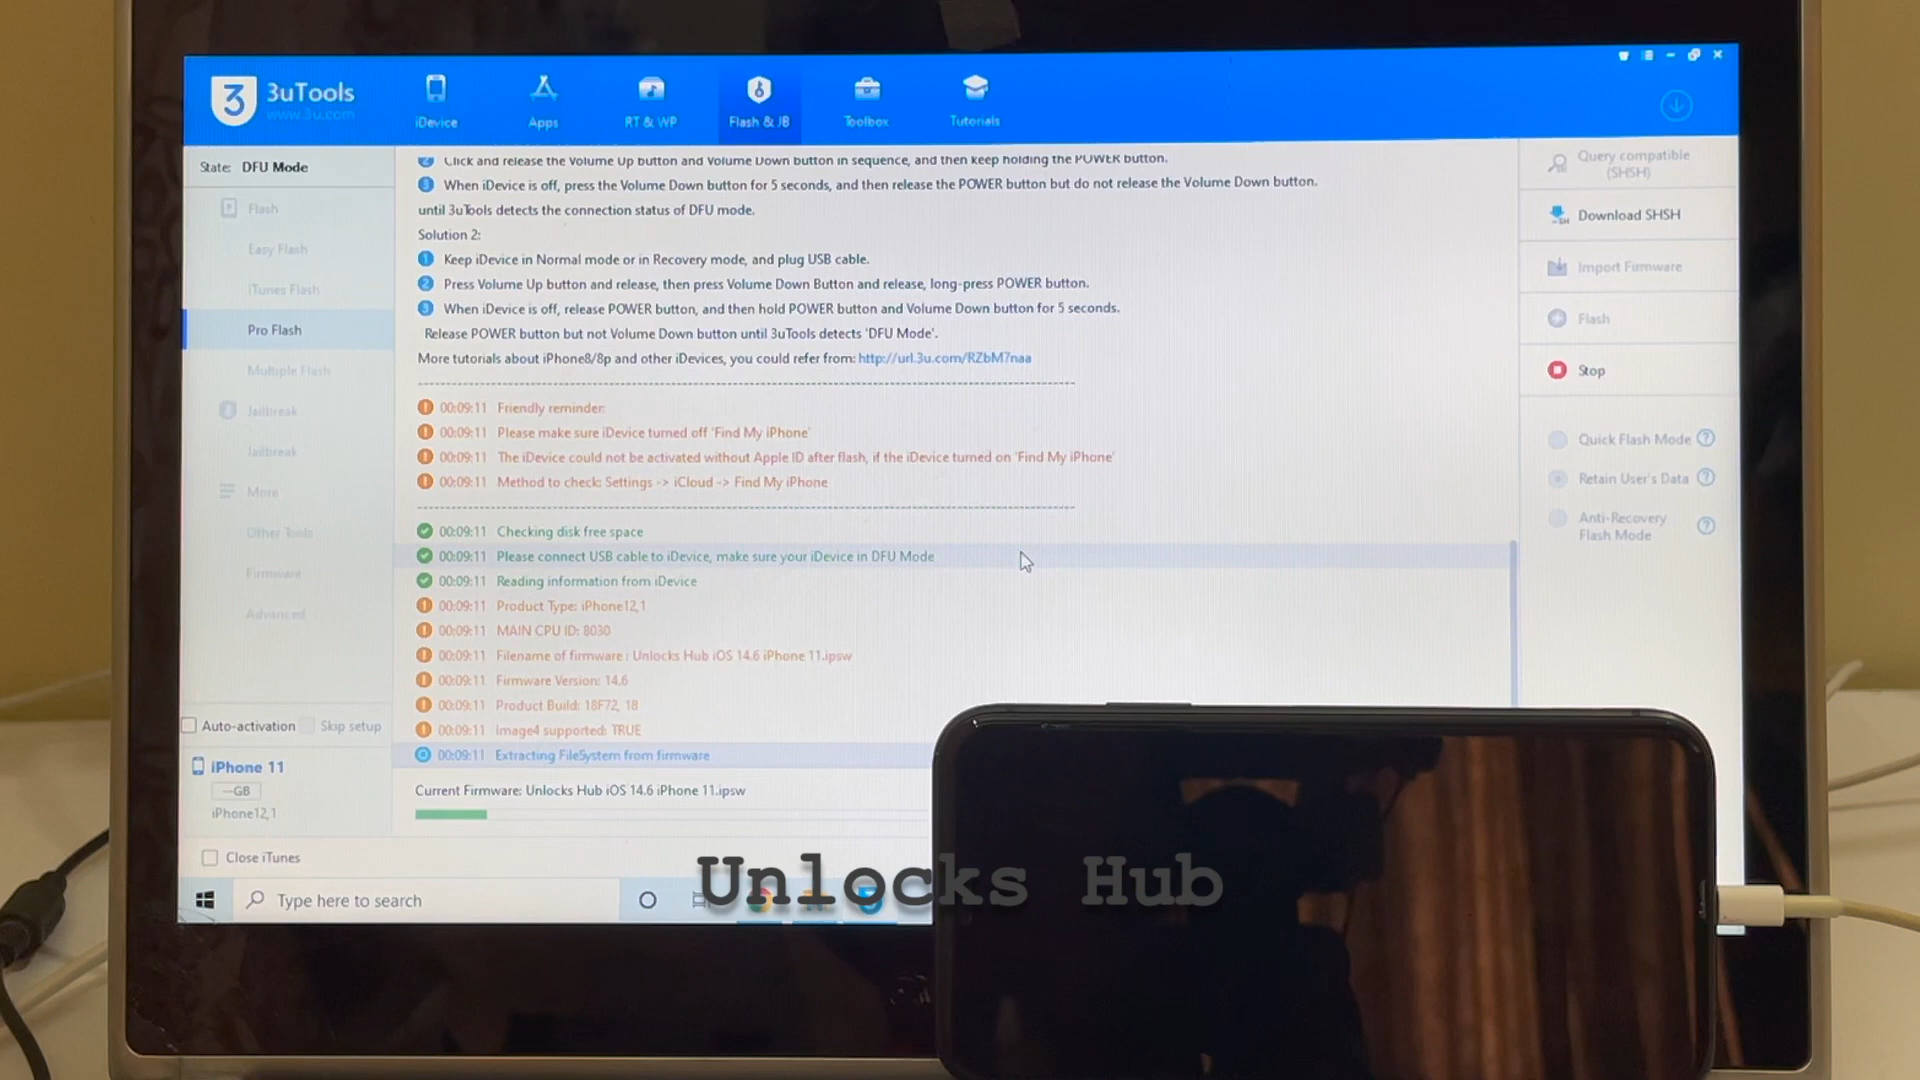 3uTools
www.3u.com
iDevice
Apps
RT & WP
Flash & JB
Toolbox
Tutorials
State: DFU Mode
Flash
Easy Flash
iTunes Flash
Pro Flash
Multiple Flash
Jailbreak
Jailbreak
More
Other Tools
Firmware
Advanced
Auto-activation
Skip setup
iPhone 11
--GB
iPhone12,1
Close iTunes
2 Click and release the Volume Up button and Volume Down button in sequence, and then keep holding the POWER button.
3 When iDevice is off, press the Volume Down button for 5 seconds, and then release the POWER button but do not release the Volume Down button.
until 3uTools detects the connection status of DFU mode.
Solution 2:
1 Keep iDevice in Normal mode or in Recovery mode, and plug USB cable.
2 Press Volume Up button and release, then press Volume Down Button and release, long-press POWER button.
3 When iDevice is off, release POWER button, and then hold POWER button and Volume Down button for 5 seconds.
Release POWER button but not Volume Down button until 3uTools detects 'DFU Mode'.
More tutorials about iPhone8/8p and other iDevices, you could refer from: http://url.3u.com/RZbM7naa
00:09:11 Friendly reminder:
00:09:11 Please make sure iDevice turned off 'Find My iPhone'
00:09:11 The iDevice could not be activated without Apple ID after flash, if the iDevice turned on 'Find My iPhone'
00:09:11 Method to check: Settings -> iCloud -> Find My iPhone
00:09:11 Checking disk free space
00:09:11 Please connect USB cable to iDevice, make sure your iDevice in DFU Mode
00:09:11 Reading information from iDevice
00:09:11 Product Type: iPhone12,1
00:09:11 MAIN CPU ID: 8030
00:09:11 Filename of firmware : Unlocks Hub iOS 14.6 iPhone 11.ipsw
00:09:11 Firmware Version: 14.6
00:09:11 Product Build: 18F72, 18
00:09:11 Image4 supported: TRUE
00:09:11 Extracting FileSystem from firmware
Current Firmware: Unlocks Hub iOS 14.6 iPhone 11.ipsw
Query compatible
(SHSH)
Download SHSH
Import Firmware
Flash
Stop
Quick Flash Mode ?
Retain User's Data ?
Anti-Recovery
Flash Mode ?
Type here to search
Unlocks Hub